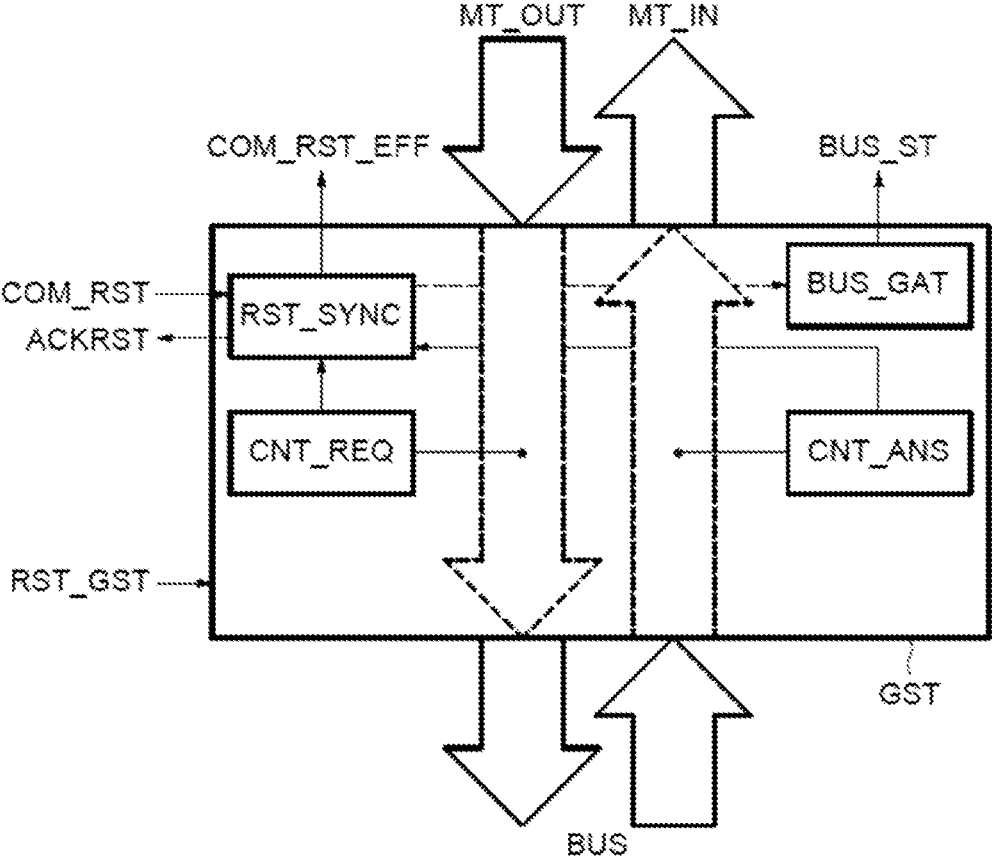 MT_OUT MT_IN
COM_RST_EFF BUS_ST
COM_RST RST_SYNC BUS_GAT
ACKRST
CNT_REQ CNT_ANS
RST_GST
GST
BUS